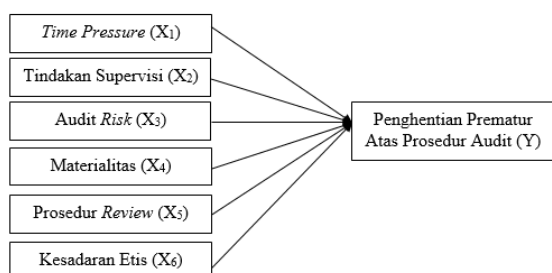 Time Pressure (X1)
Tindakan Supervisi (X2)
Audit Risk (X3)
Materialitas (X4)
Prosedur Review (X5)
Kesadaran Etis (X6)
Penghentian Prematur
Atas Prosedur Audit (Y)